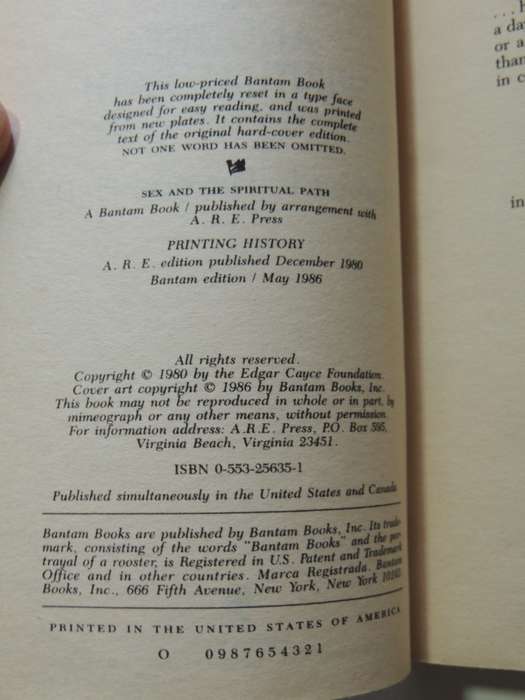 This low-priced Bantam Book
has been completely reset in a type face
designed for easy reading, and was printed
from new plates. It contains the complete
text of the original hard-cover edition.
NOT ONE WORD HAS BEEN OMITTED.
SEX AND THE SPIRITUAL PATH
A Bantam Book / published by arrangement with
A. R. E. Press
PRINTING HISTORY
A. R. E. edition published December 1980
Bantam edition / May 1986
All rights reserved.
Copyright © 1980 by the Edgar Cayce Foundation.
Cover art copyright © 1986 by Bantam Books, Inc.
This book may not be reproduced in whole or in part, by
mimeograph or any other means, without permission.
For information address: A.R.E. Press, P.O. Box 595,
Virginia Beach, Virginia 23451.
ISBN 0-553-25635-1
Published simultaneously in the United States and Canada
Bantam Books are published by Bantam Books, Inc. Its trade-
mark, consisting of the words "Bantam Books" and the por-
trayal of a rooster, is Registered in U.S. Patent and Trademark
Office and in other countries. Marca Registrada. Bantam
Books, Inc., 666 Fifth Avenue, New York, New York 10103.
PRINTED IN THE UNITED STATES OF AMERICA
O 0987654321
a da
or a
than
in c
in